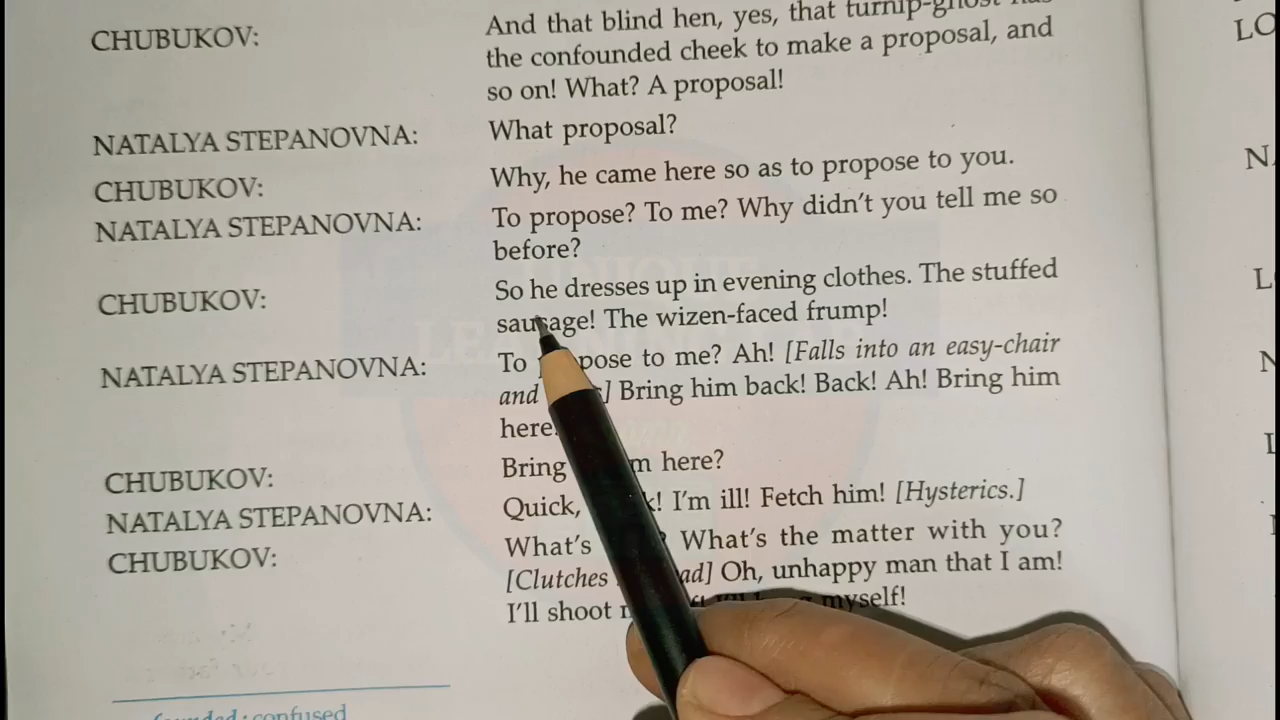 CHUBUKOV: And that blind hen, yes, that turnip-ghost has
the confounded cheek to make a proposal, and
so on! What? A proposal!
NATALYA STEPANOVNA: What proposal?
CHUBUKOV: Why, he came here so as to propose to you.
NATALYA STEPANOVNA: To propose? To me? Why didn't you tell me so
before?
CHUBUKOV: So he dresses up in evening clothes. The stuffed
sausage! The wizen-faced frump!
NATALYA STEPANOVNA: To pose to me? Ah! [Falls into an easy-chair
and ] Bring him back! Back! Ah! Bring him
here
CHUBUKOV: Bring here?
NATALYA STEPANOVNA: Quick, I'm ill! Fetch him! [Hysterics.]
CHUBUKOV: What's What's the matter with you?
[Clutches Oh, unhappy man that I am!
I'll shoot myself!
: confused
LO
N
L
N